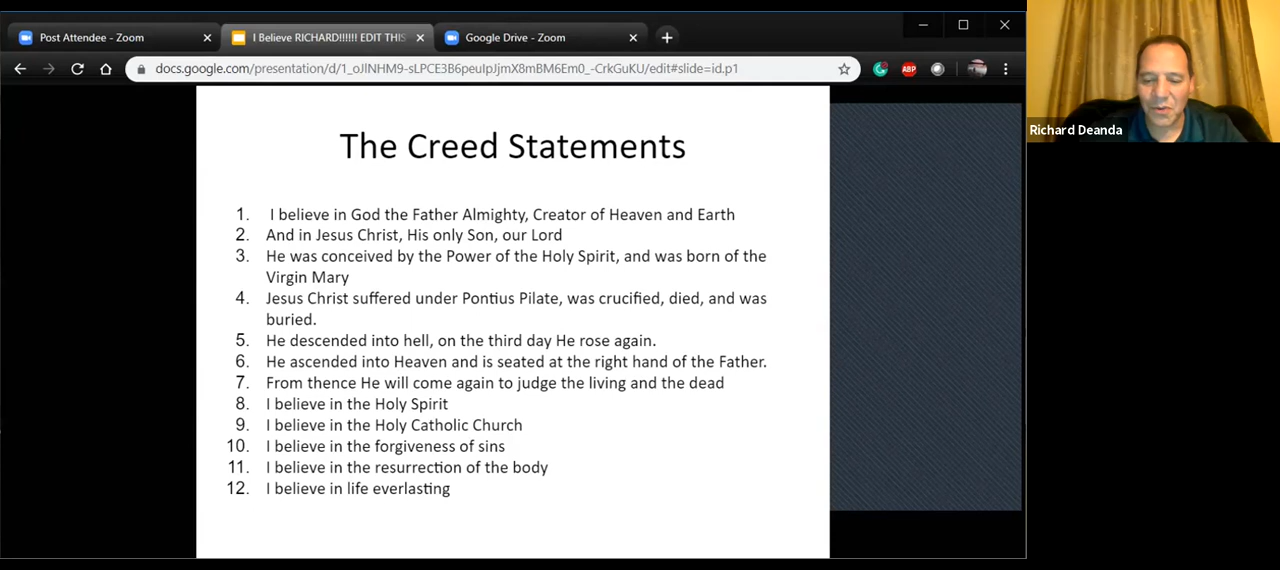 Post Attendee - Zoom
I Believe RICHARD!!!!!! EDIT THIS
Google Drive - Zoom
docs.google.com/presentation/d/1_oJlNHM9-sLPCE3B6peuIpJjmX8mBM6Em0_-CrkGuKU/edit#slide=id.p1
ABP
Richard Deanda
The Creed Statements
1. I believe in God the Father Almighty, Creator of Heaven and Earth
2. And in Jesus Christ, His only Son, our Lord
3. He was conceived by the Power of the Holy Spirit, and was born of the
Virgin Mary
4. Jesus Christ suffered under Pontius Pilate, was crucified, died, and was
buried.
5. He descended into hell, on the third day He rose again.
6. He ascended into Heaven and is seated at the right hand of the Father.
7. From thence He will come again to judge the living and the dead
8. I believe in the Holy Spirit
9. I believe in the Holy Catholic Church
10. I believe in the forgiveness of sins
11. I believe in the resurrection of the body
12. I believe in life everlasting